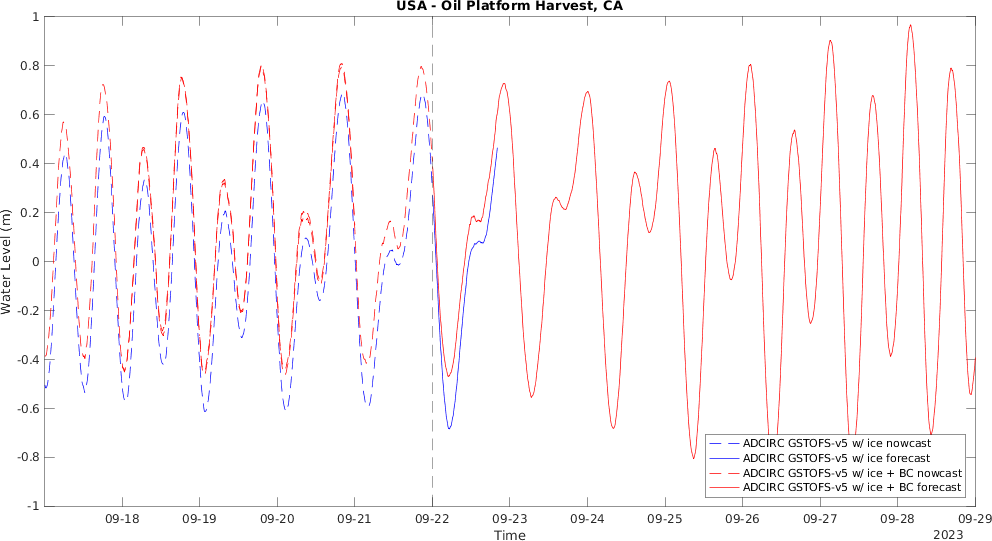 USA - Oil Platform Harvest, CA
Water Level (m)
1
0.8
0.6
0.4
0.2
0
-0.2
-0.4
-0.6
-0.8
-1
ADCIRC GSTOFS-v5 w/ ice nowcast
ADCIRC GSTOFS-v5 w/ ice forecast
ADCIRC GSTOFS-v5 w/ ice + BC nowcast
ADCIRC GSTOFS-v5 w/ ice + BC forecast
09-18 09-19 09-20 09-21 09-22 09-23 09-24 09-25 09-26 09-27 09-28 09-29
Time
2023